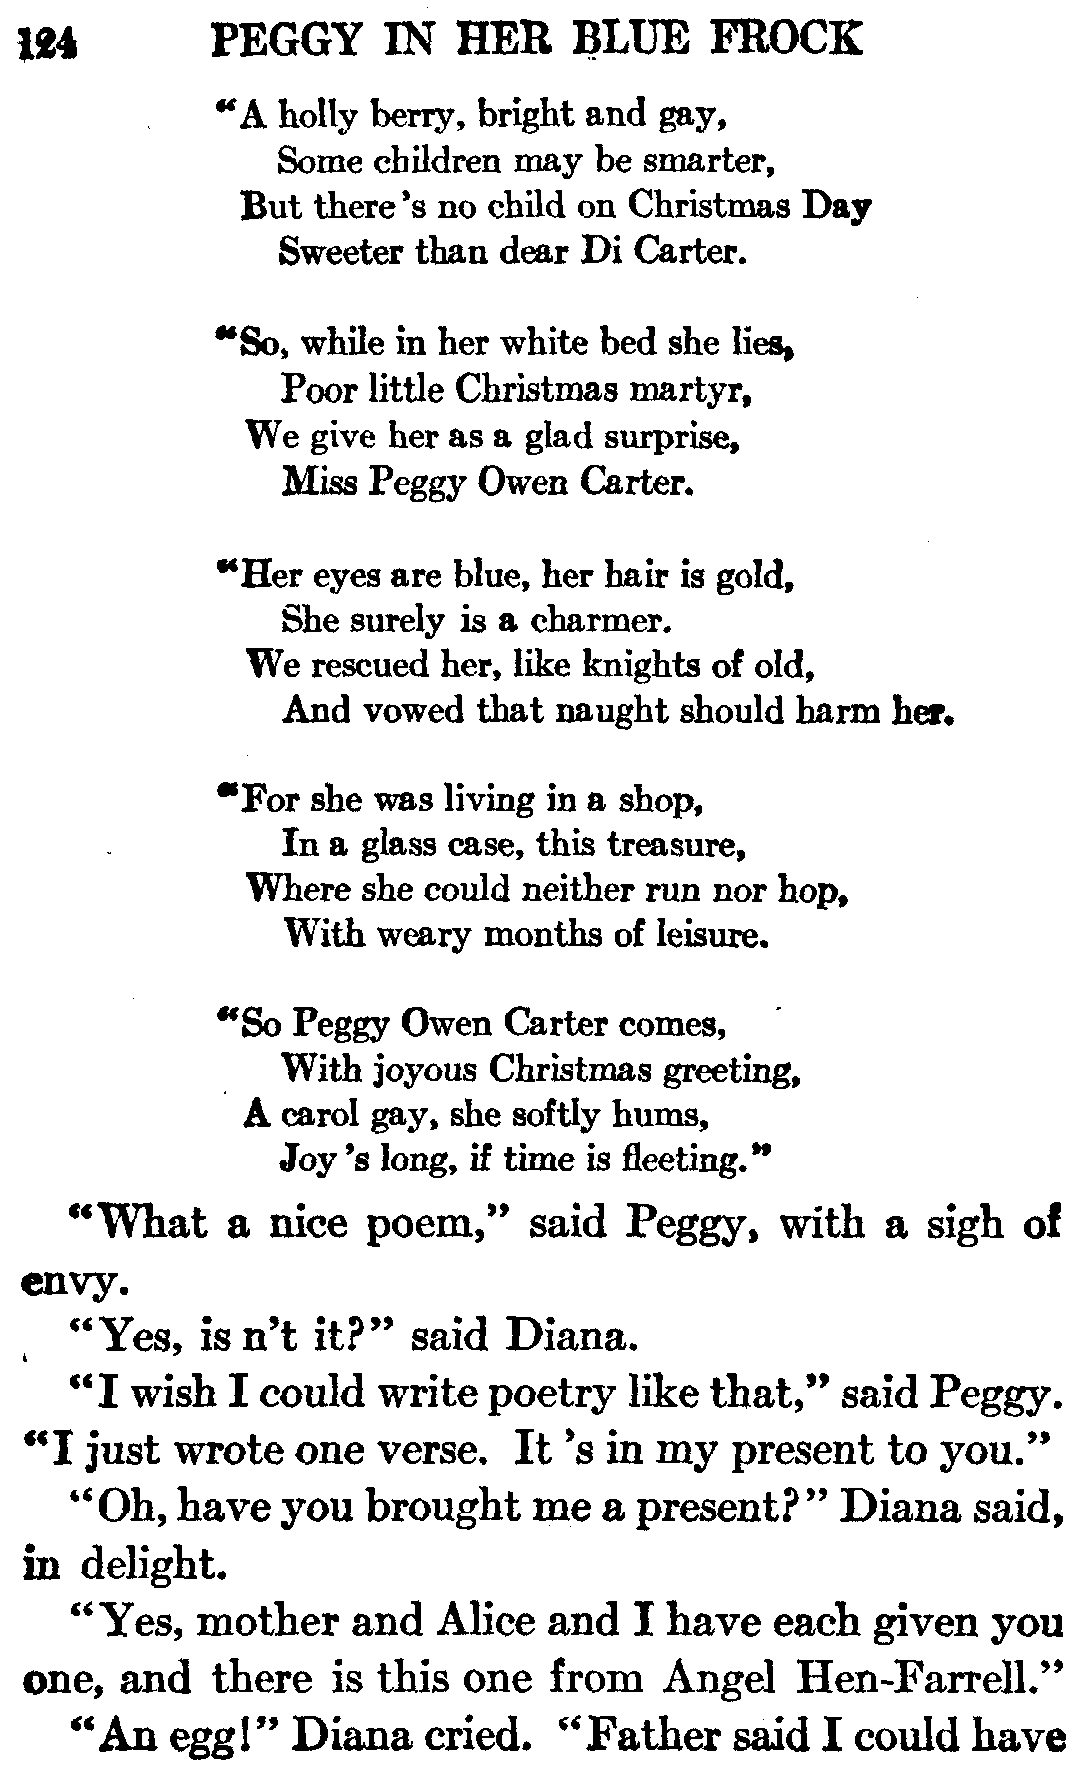 124 PEGGY IN HER BLUE FROCK
"A holly berry, bright and gay,
Some children may be smarter,
But there's no child on Christmas Day
Sweeter than dear Di Carter.
"So, while in her white bed she lies,
Poor little Christmas martyr,
We give her as a glad surprise,
Miss Peggy Owen Carter.
"Her eyes are blue, her hair is gold,
She surely is a charmer.
We rescued her, like knights of old,
And vowed that naught should harm her.
"For she was living in a shop,
In a glass case, this treasure,
Where she could neither run nor hop,
With weary months of leisure.
"So Peggy Owen Carter comes,
With joyous Christmas greeting,
A carol gay, she softly hums,
Joy 's long, if time is fleeting."
"What a nice poem," said Peggy, with a sigh of
envy.
"Yes, is n't it?" said Diana.
"I wish I could write poetry like that," said Peggy.
"I just wrote one verse. It 's in my present to you."
"Oh, have you brought me a present?" Diana said,
in delight.
"Yes, mother and Alice and I have each given you
one, and there is this one from Angel Hen-Farrell."
"An egg!" Diana cried. "Father said I could have